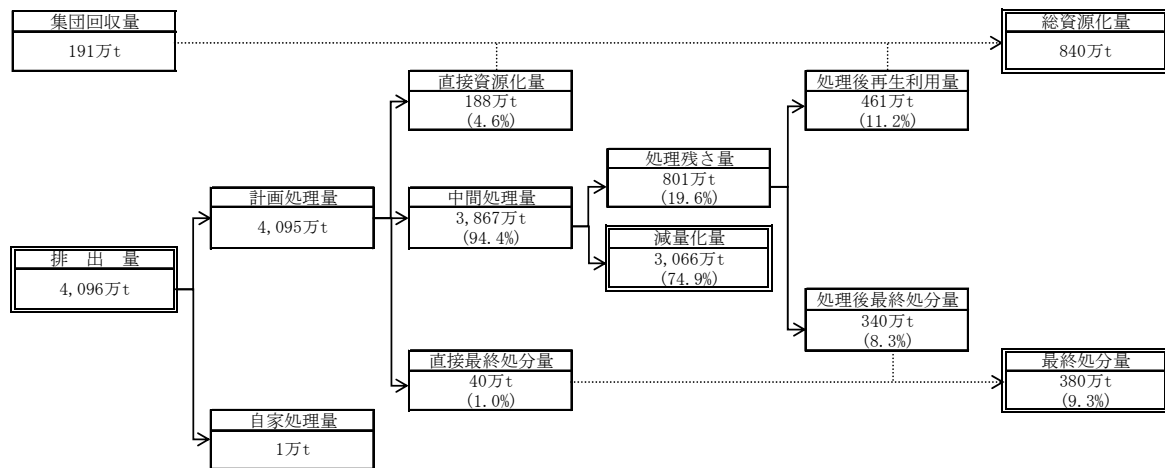 集団回収量
191万t
総資源化量
840万t
直接資源化量
188万t
(4.6%)
処理後再生利用量
461万t
(11.2%)
処理残さ量
801万t
(19.6%)
計画処理量
4,095万t
中間処理量
3,867万t
(94.4%)
減量化量
3,066万t
(74.9%)
排 出 量
4,096万t
処理後最終処分量
340万t
(8.3%)
直接最終処分量
40万t
(1.0%)
最終処分量
380万t
(9.3%)
自家処理量
1万t